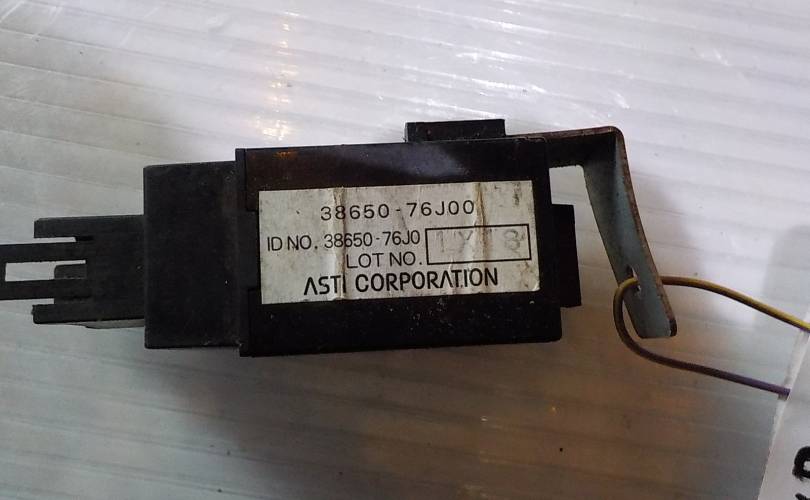 38650-76J00
ID NO. 38650-76J0
LOT NO.
ASTI CORPORATION